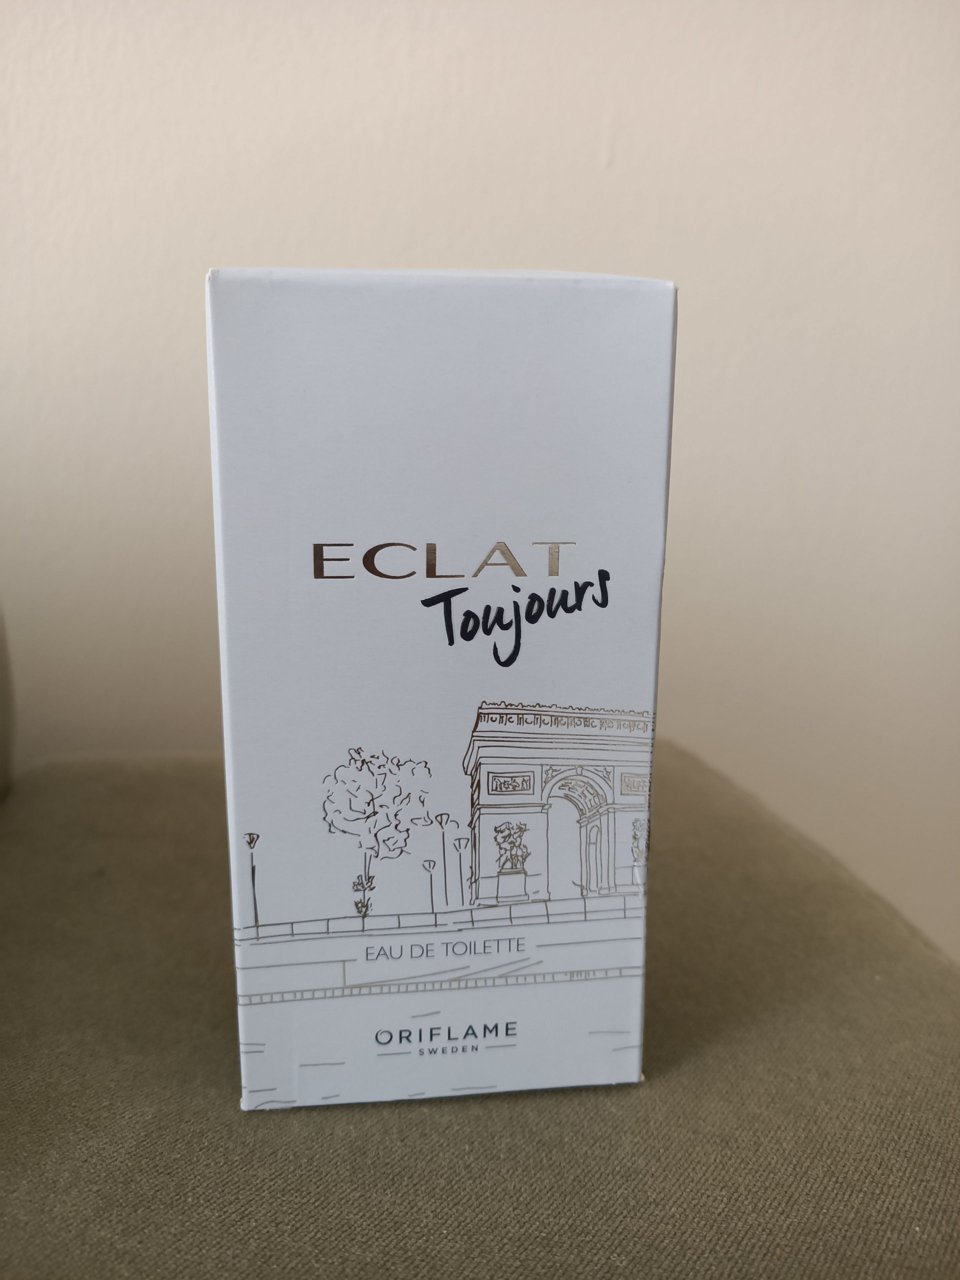 ECLAT
Toujours
EAU DE TOILETTE
ORIFLAME
SWEDEN